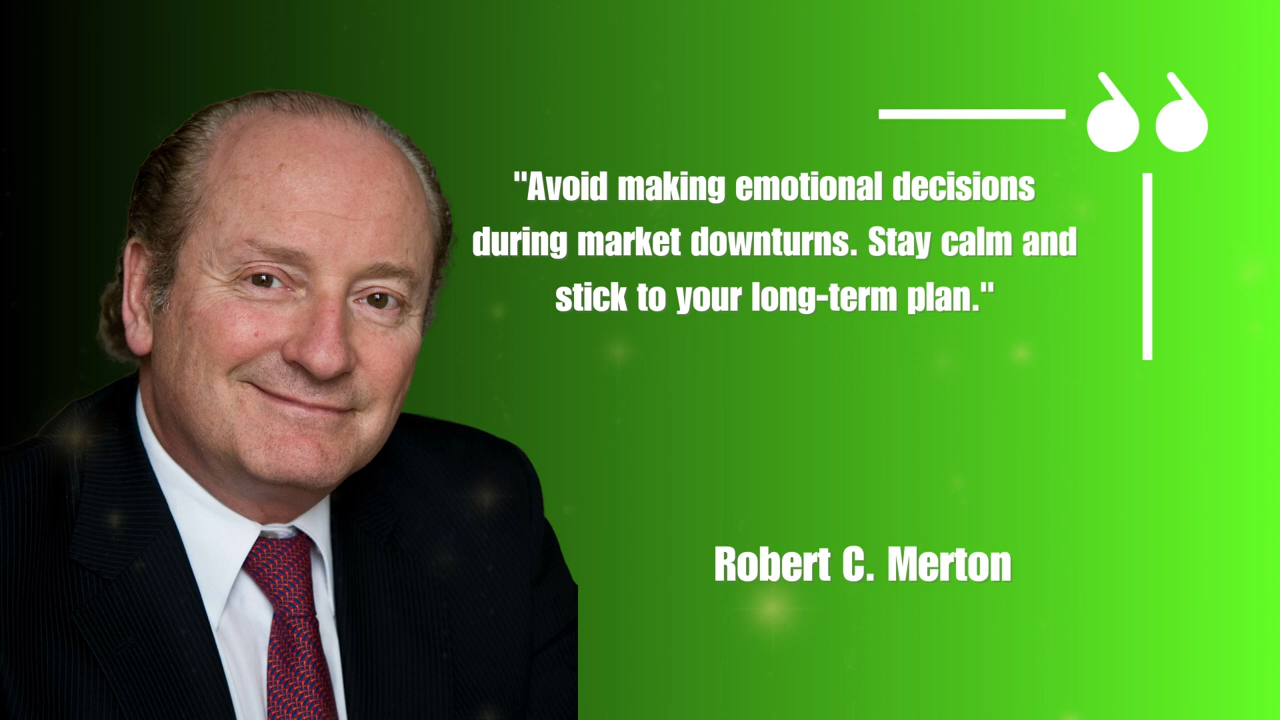 "Avoid making emotional decisions
during market downturns. Stay calm and
stick to your long-term plan."
Robert C. Merton